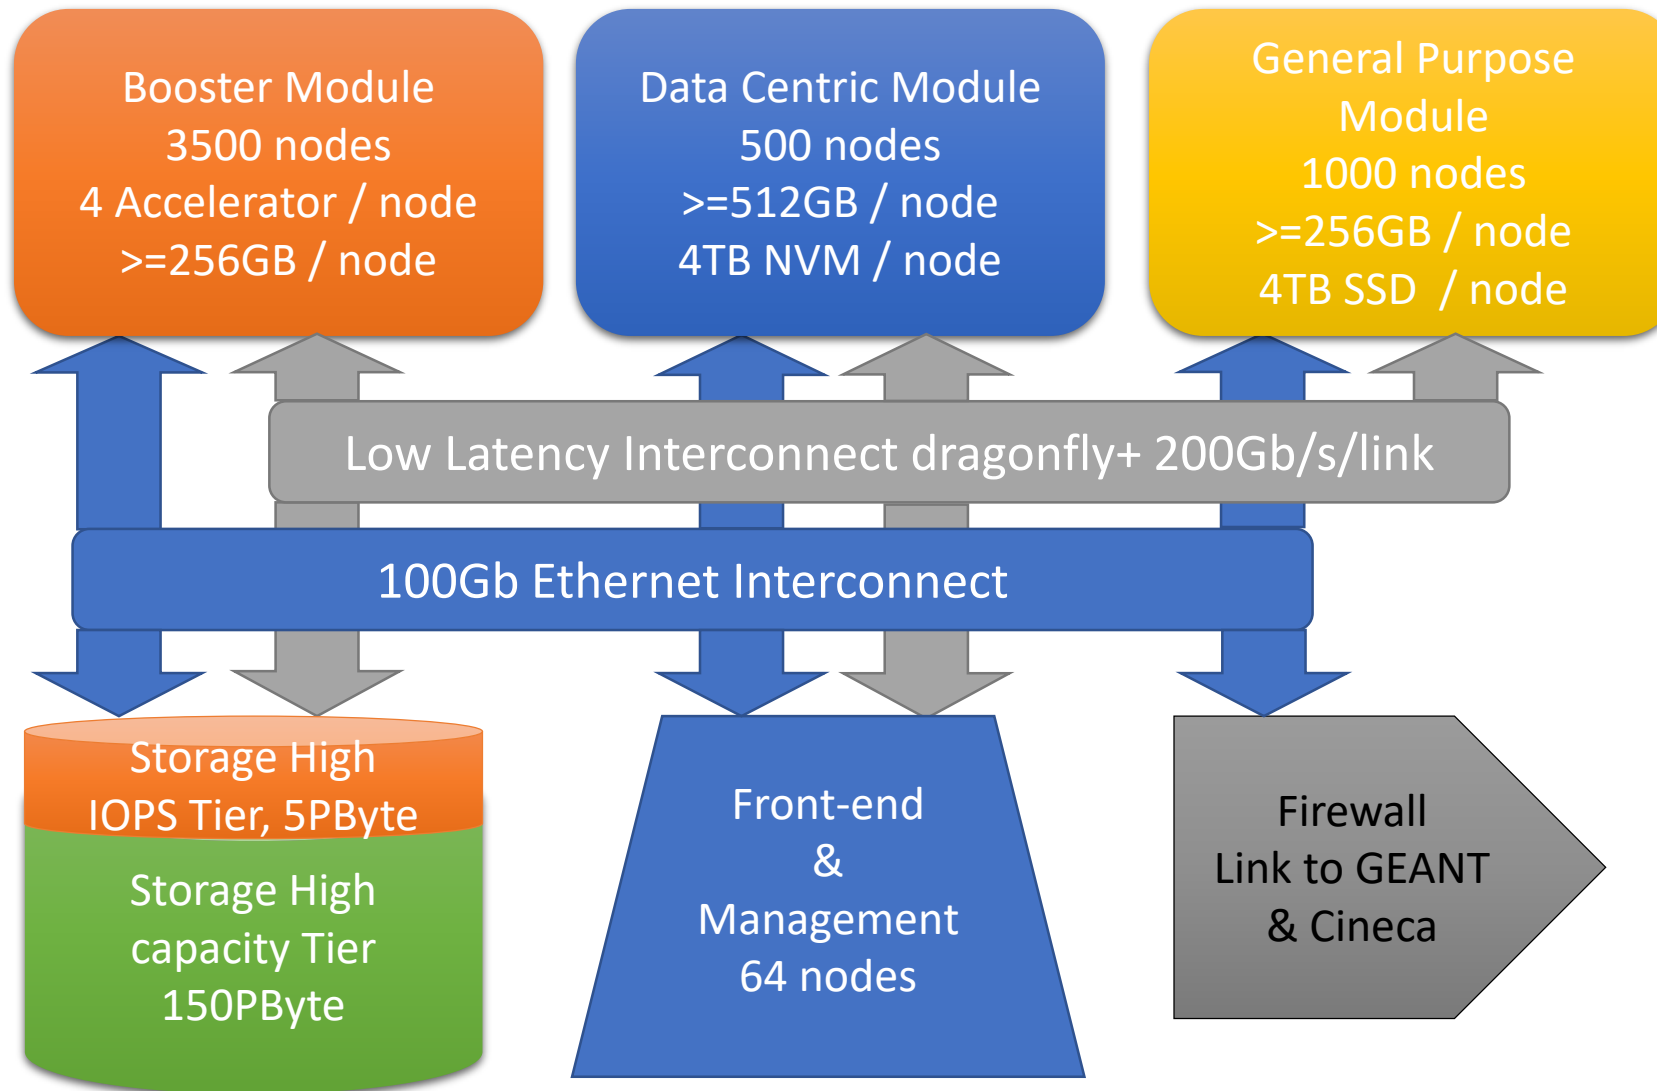 Booster Module
3500 nodes
4 Accelerator / node
>=256GB / node
Data Centric Module
500 nodes
>=512GB / node
4TB NVM / node
General Purpose
Module
1000 nodes
>=256GB / node
4TB SSD / node
Low Latency Interconnect dragonfly+ 200Gb/s/link
100Gb Ethernet Interconnect
Storage High
IOPS Tier, 5PByte
Storage High
capacity Tier
150PByte
Front-end
&
Management
64 nodes
Firewall
Link to GEANT
& Cineca